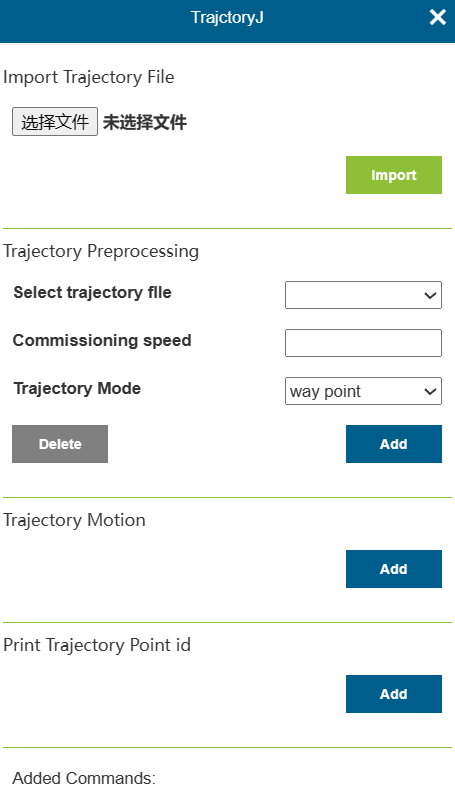 TrajctoryJ
Import Trajectory File
选择文件 未选择文件
Import
Trajectory Preprocessing
Select trajectory file
Commissioning speed
Trajectory Mode way point
Delete Add
Trajectory Motion
Add
Print Trajectory Point id
Add
Added Commands: